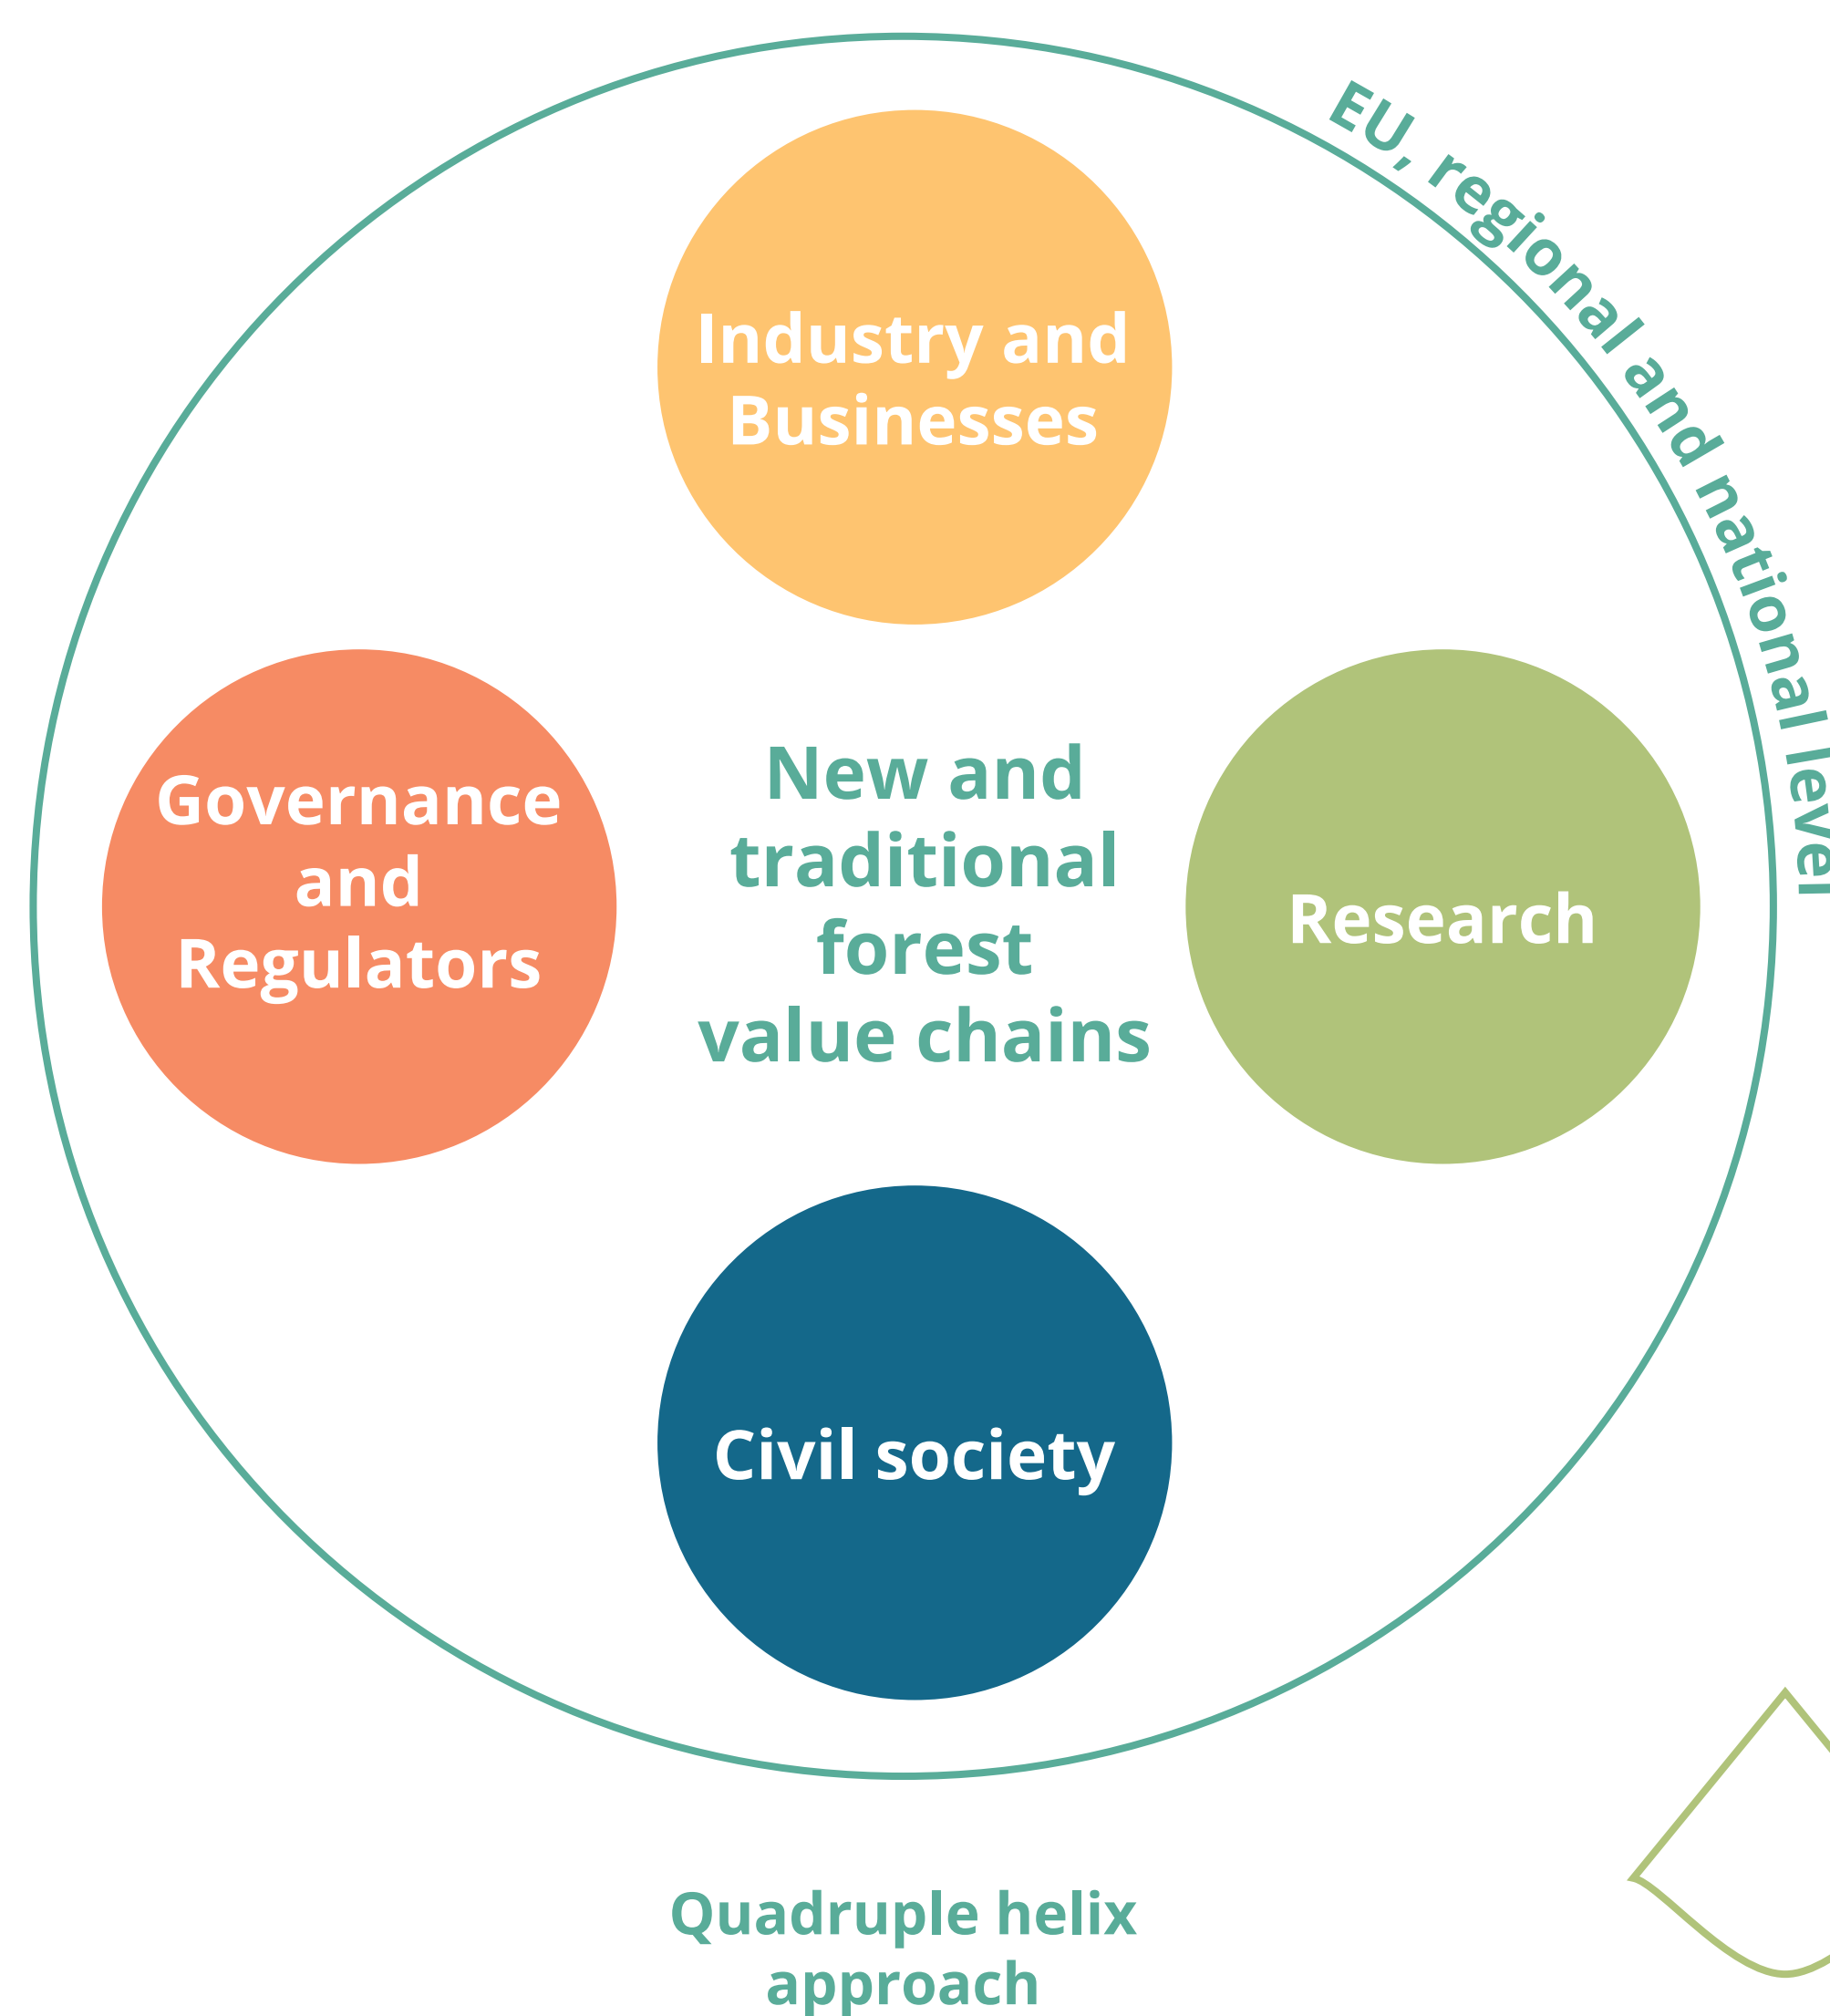 EU, regional and national level
Industry and
Businesses
Governance
and
Regulators
New and
traditional
forest
value chains
Research
Civil society
Quadruple helix
approach